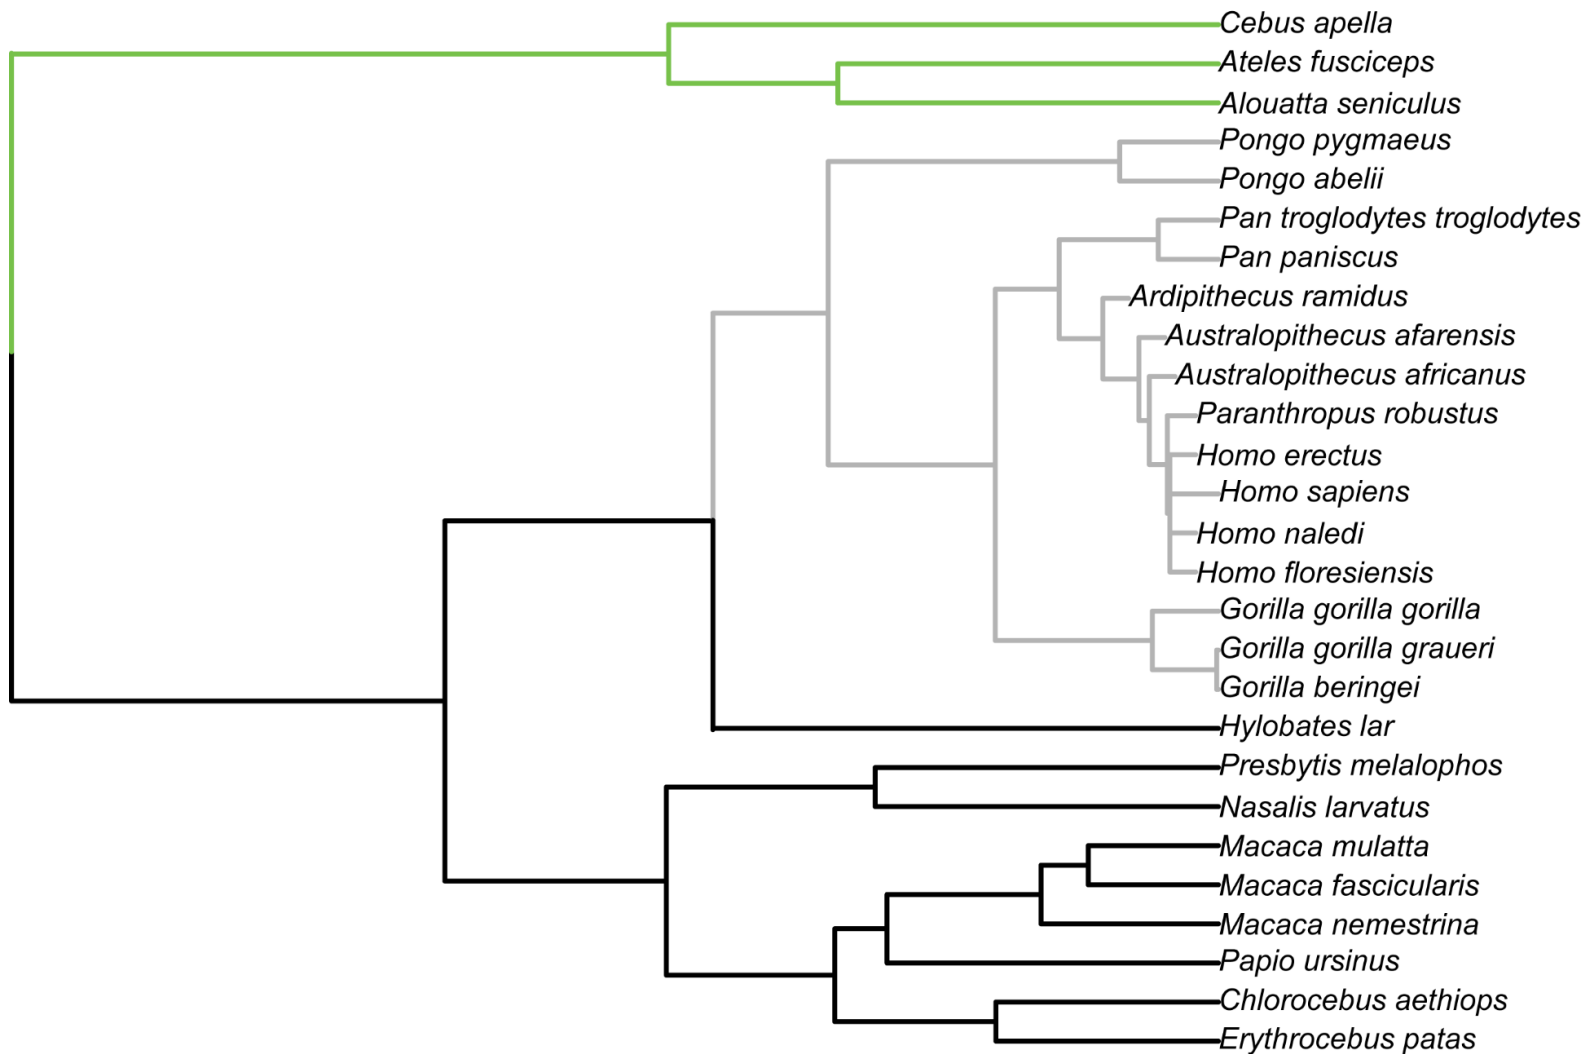 Cebus apella
Ateles fusciceps
Alouatta seniculus
Pongo pygmaeus
Pongo abelii
Pan troglodytes troglodytes
Pan paniscus
Ardipithecus ramidus
Australopithecus afarensis
Australopithecus africanus
Paranthropus robustus
Homo erectus
Homo sapiens
Homo naledi
Homo floresiensis
Gorilla gorilla gorilla
Gorilla gorilla graueri
Gorilla beringei
Hylobates lar
Presbytis melalophos
Nasalis larvatus
Macaca mulatta
Macaca fascicularis
Macaca nemestrina
Papio ursinus
Chlorocebus aethiops
Erythrocebus patas